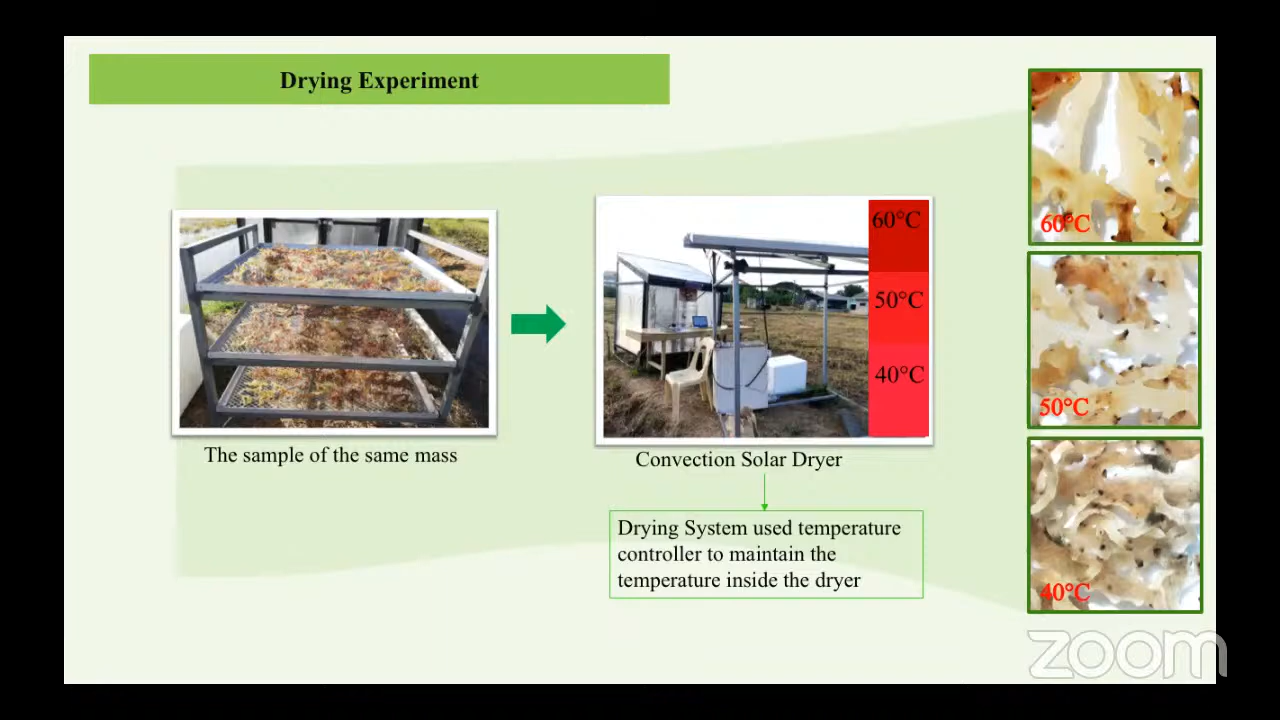 Drying Experiment
The sample of the same mass
60°C
50°C
40°C
Convection Solar Dryer
Drying System used temperature
controller to maintain the
temperature inside the dryer
60°C
50°C
40°C
zoom